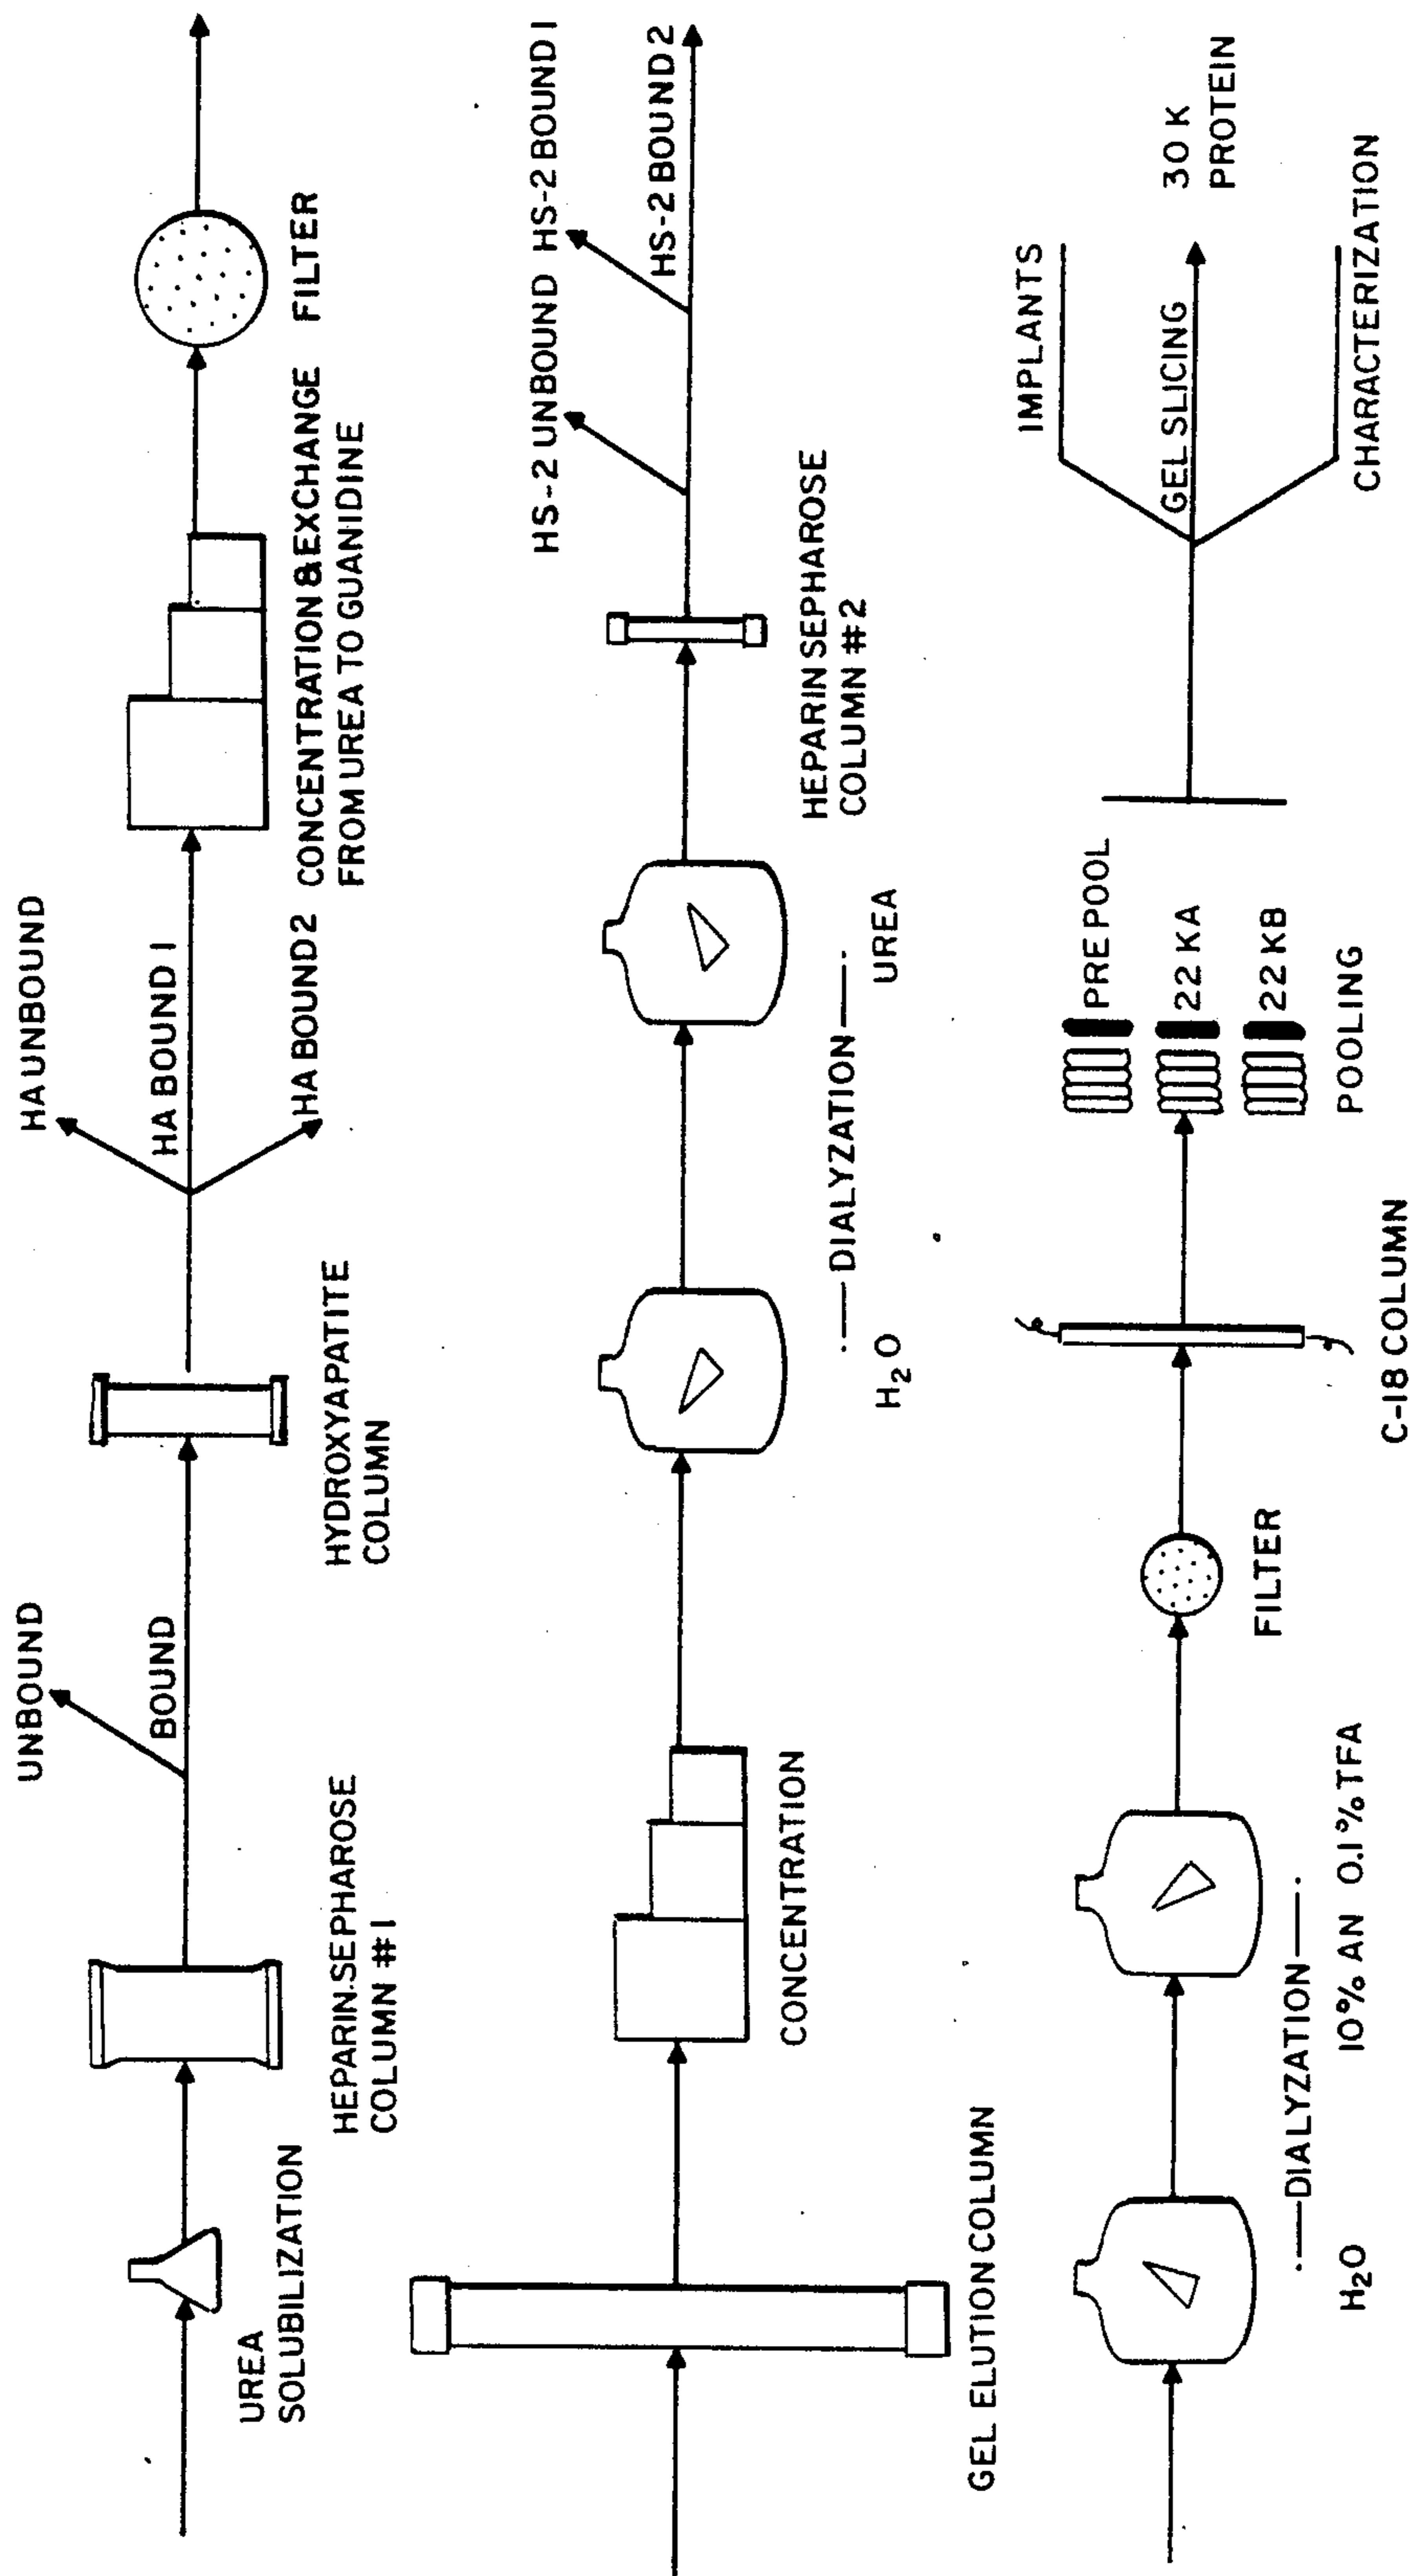 UREA
SOLUBILIZATION
HEPARIN-SEPHAROSE
COLUMN #1
UNBOUND
BOUND
HYDROXYAPATITE
COLUMN
HA UNBOUND
HA BOUND 1
HA BOUND 2
CONCENTRATION & EXCHANGE
FROM UREA TO GUANIDINE
FILTER
GEL ELUTION COLUMN
CONCENTRATION
H2O
DIALYZATION
UREA
HEPARIN SEPHAROSE
COLUMN #2
HS-2 UNBOUND
HS-2 BOUND 1
HS-2 BOUND 2
H2O
DIALYZATION
10% AN 0.1% TFA
FILTER
C-18 COLUMN
PRE POOL
22 KA
22 KB
POOLING
IMPLANTS
GEL SLICING
30 K
PROTEIN
CHARACTERIZATION